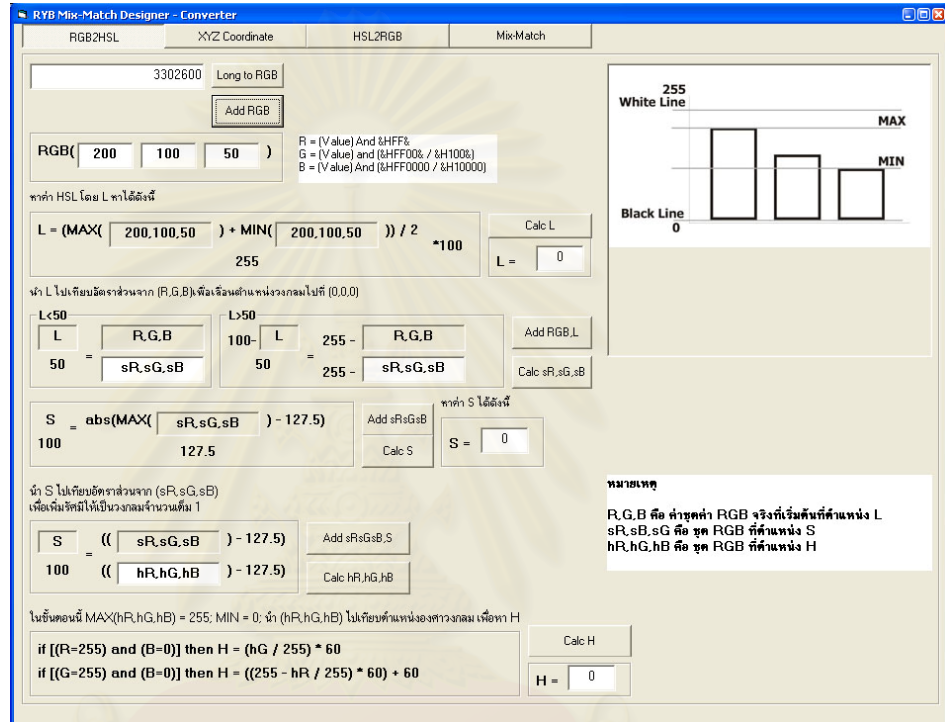 RYB Mix-Match Designer - Converter
RGB2HSL XYZ Coordinate HSL2RGB Mix-Match
3302600 Long to RGB
Add RGB
RGB( 200 100 50 )
R = (Value) And &HFF&
G = (Value) and (&HFF00& / &H100&)
B = (Value) And (&HFF0000 / &H10000)
หาค่า HSL โดย L หาได้ดังนี้
L = (MAX( 200,100,50 ) + MIN( 200,100,50 )) / 2
*100
255
Calc L
L = 0
นำ L ไปเทียบอัตราส่วนจาก (R,G,B)เพื่อเลื่อนตำแหน่งวงกลมไปที่ (0,0,0)
L<50
L R,G,B
=
50 sR,sG,sB
L>50
100- L 255 - R,G,B
=
50 255 - sR,sG,sB
Add RGB,L
Calc sR,sG,sB
S = abs(MAX( sR,sG,sB ) - 127.5)
100 127.5
Add sRsGsB
Calc S
หาค่า S ได้ดังนี้
S = 0
นำ S ไปเทียบอัตราส่วนจาก (sR,sG,sB)
เพื่อเพิ่มรัศมีให้เป็นวงกลมจำนวนเต็ม 1
S (( sR,sG,sB ) - 127.5)
=
100 (( hR,hG,hB ) - 127.5)
Add sRsGsB,S
Calc hR,hG,hB
ในขั้นตอนนี้ MAX(hR,hG,hB) = 255; MIN = 0; นำ (hR,hG,hB) ไปเทียบตำแหน่งองศาวงกลม เพื่อหา H
if [(R=255) and (B=0)] then H = (hG / 255) * 60
if [(G=255) and (B=0)] then H = ((255 - hR / 255) * 60) + 60
Calc H
H = 0
255
White Line
MAX
MIN
Black Line
0
หมายเหตุ
R,G,B คือ ค่าชุดค่า RGB จริงที่เริ่มต้นที่ตำแหน่ง L
sR,sB,sG คือ ชุด RGB ที่ตำแหน่ง S
hR,hG,hB คือ ชุด RGB ที่ตำแหน่ง H